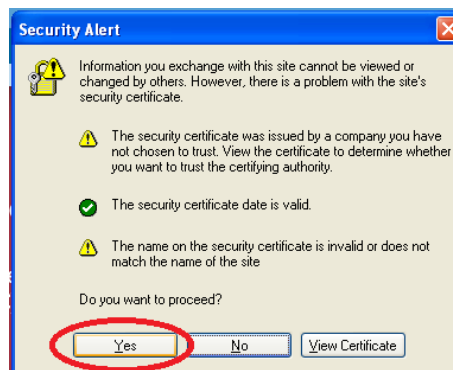 Security Alert
Information you exchange with this site cannot be viewed or
changed by others. However, there is a problem with the site's
security certificate.
The security certificate was issued by a company you have
not chosen to trust. View the certificate to determine whether
you want to trust the certifying authority.
The security certificate date is valid.
The name on the security certificate is invalid or does not
match the name of the site
Do you want to proceed?
Yes No View Certificate